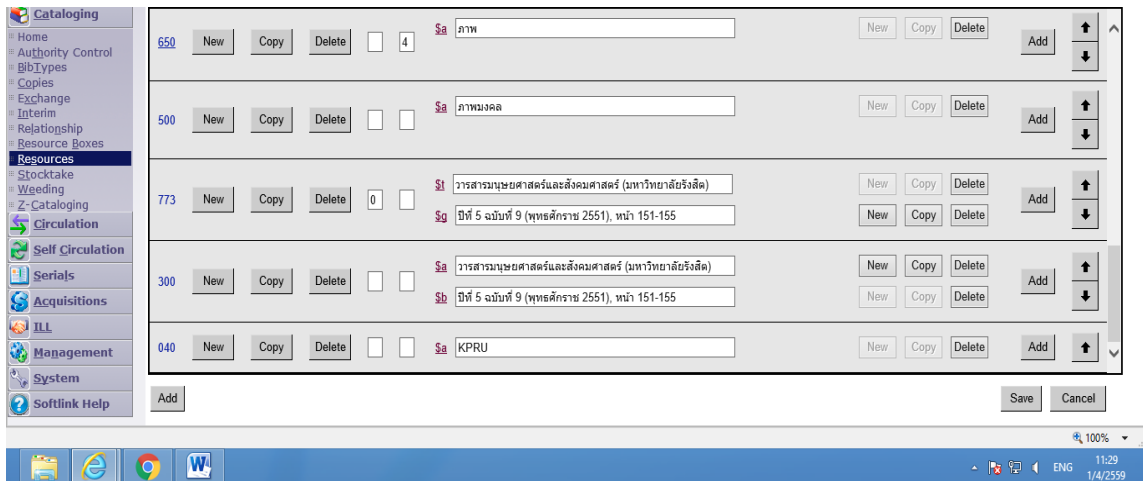 Cataloging
Home
Authority Control
BibTypes
Copies
Exchange
Interim
Relationship
Resource Boxes
Resources
Stocktake
Weeding
Z-Cataloging
Circulation
Self Circulation
Serials
Acquisitions
ILL
Management
System
Softlink Help
650 New Copy Delete 4 $a ภาพ New Copy Delete Add
500 New Copy Delete $a ภาพมงคล New Copy Delete Add
773 New Copy Delete 0 $t วารสารมนุษยศาสตร์และสังคมศาสตร์ (มหาวิทยาลัยรังสิต) New Copy Delete Add
$g ปีที่ 5 ฉบับที่ 9 (พุทธศักราช 2551), หน้า 151-155 New Copy Delete
300 New Copy Delete $a วารสารมนุษยศาสตร์และสังคมศาสตร์ (มหาวิทยาลัยรังสิต) New Copy Delete Add
$b ปีที่ 5 ฉบับที่ 9 (พุทธศักราช 2551), หน้า 151-155 New Copy Delete
040 New Copy Delete $a KPRU New Copy Delete Add
Add Save Cancel
100%
ENG 11:29
1/4/2559